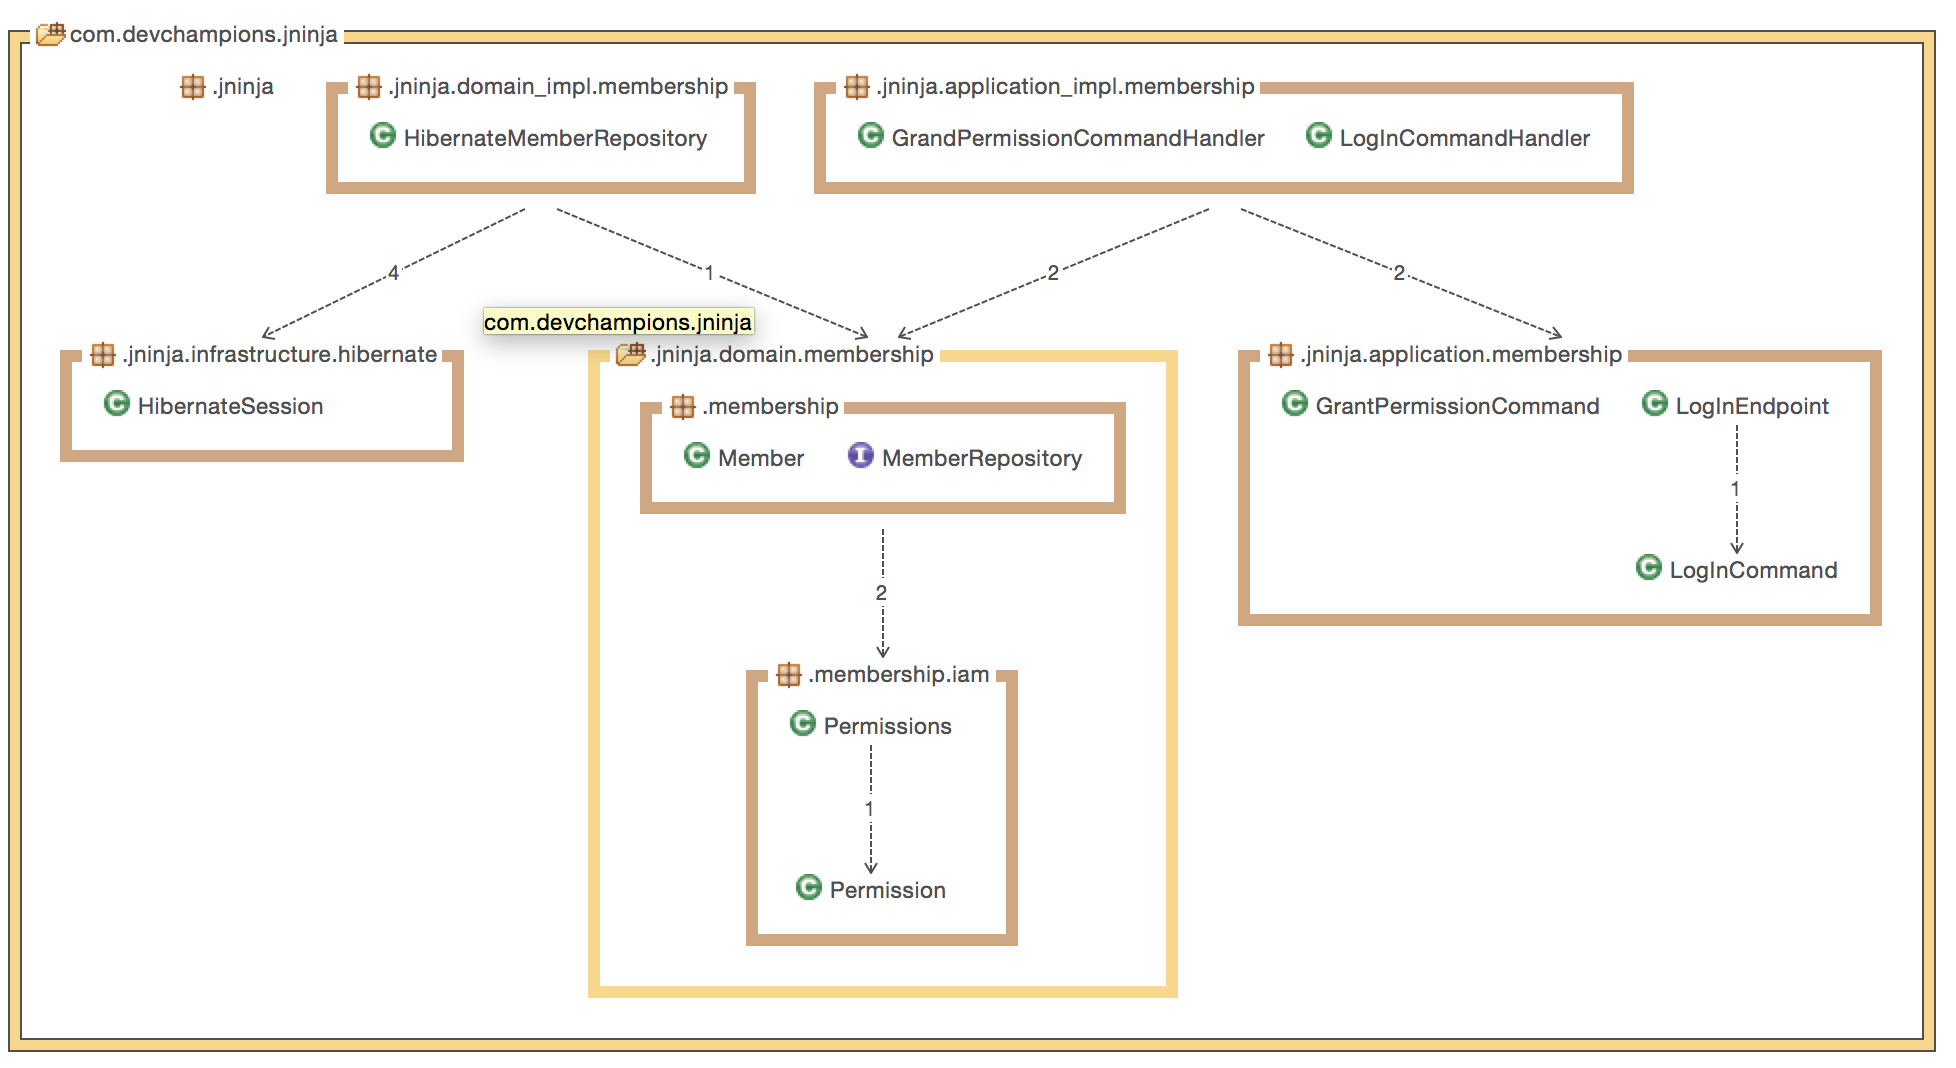 com.devchampions.jninja
.jninja
.jninja.domain_impl.membership
HibernateMemberRepository
.jninja.application_impl.membership
GrandPermissionCommandHandler
LogInCommandHandler
4
1
2
2
com.devchampions.jninja
.jninja.infrastructure.hibernate
HibernateSession
.jninja.domain.membership
.membership
Member
MemberRepository
2
.membership.iam
Permissions
1
Permission
.jninja.application.membership
GrantPermissionCommand
LogInEndpoint
1
LogInCommand